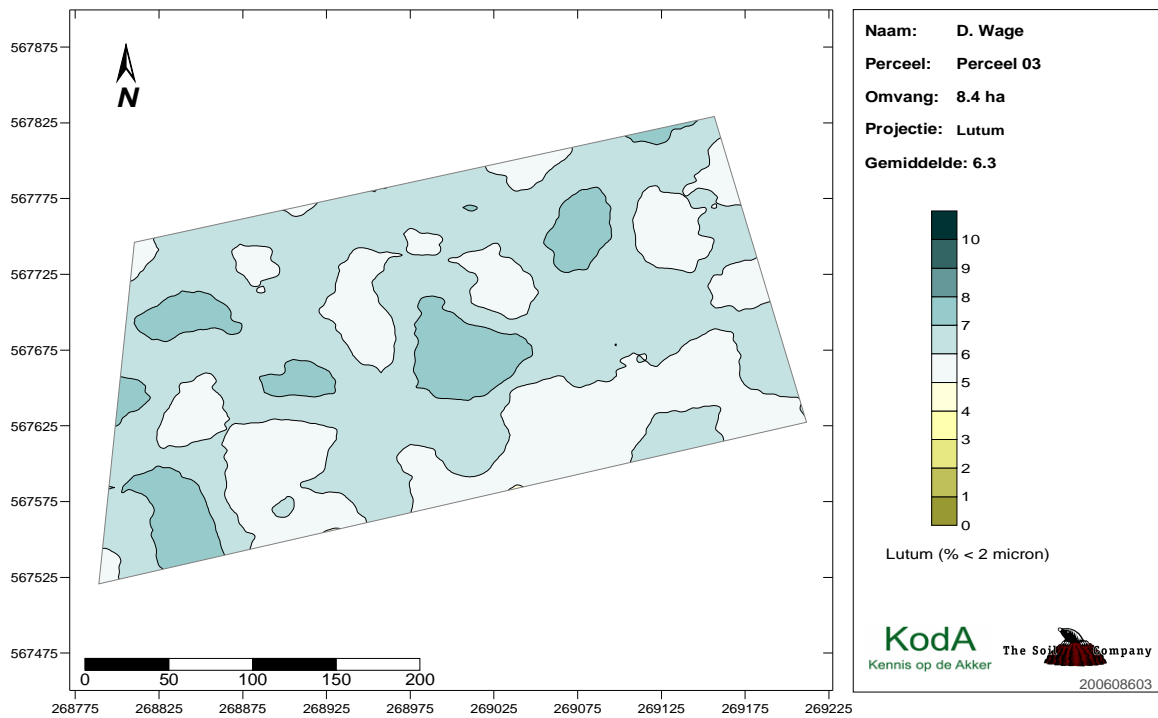 567875
567825
567775
567725
567675
567625
567575
567525
567475
N
0 50 100 150 200
268775 268825 268875 268925 268975 269025 269075 269125 269175 269225
Naam: D. Wage
Perceel: Perceel 03
Omvang: 8.4 ha
Projectie: Lutum
Gemiddelde: 6.3
10
9
8
7
6
5
4
3
2
1
0
Lutum (% < 2 micron)
KodA
Kennis op de Akker
The Soil Company
200608603